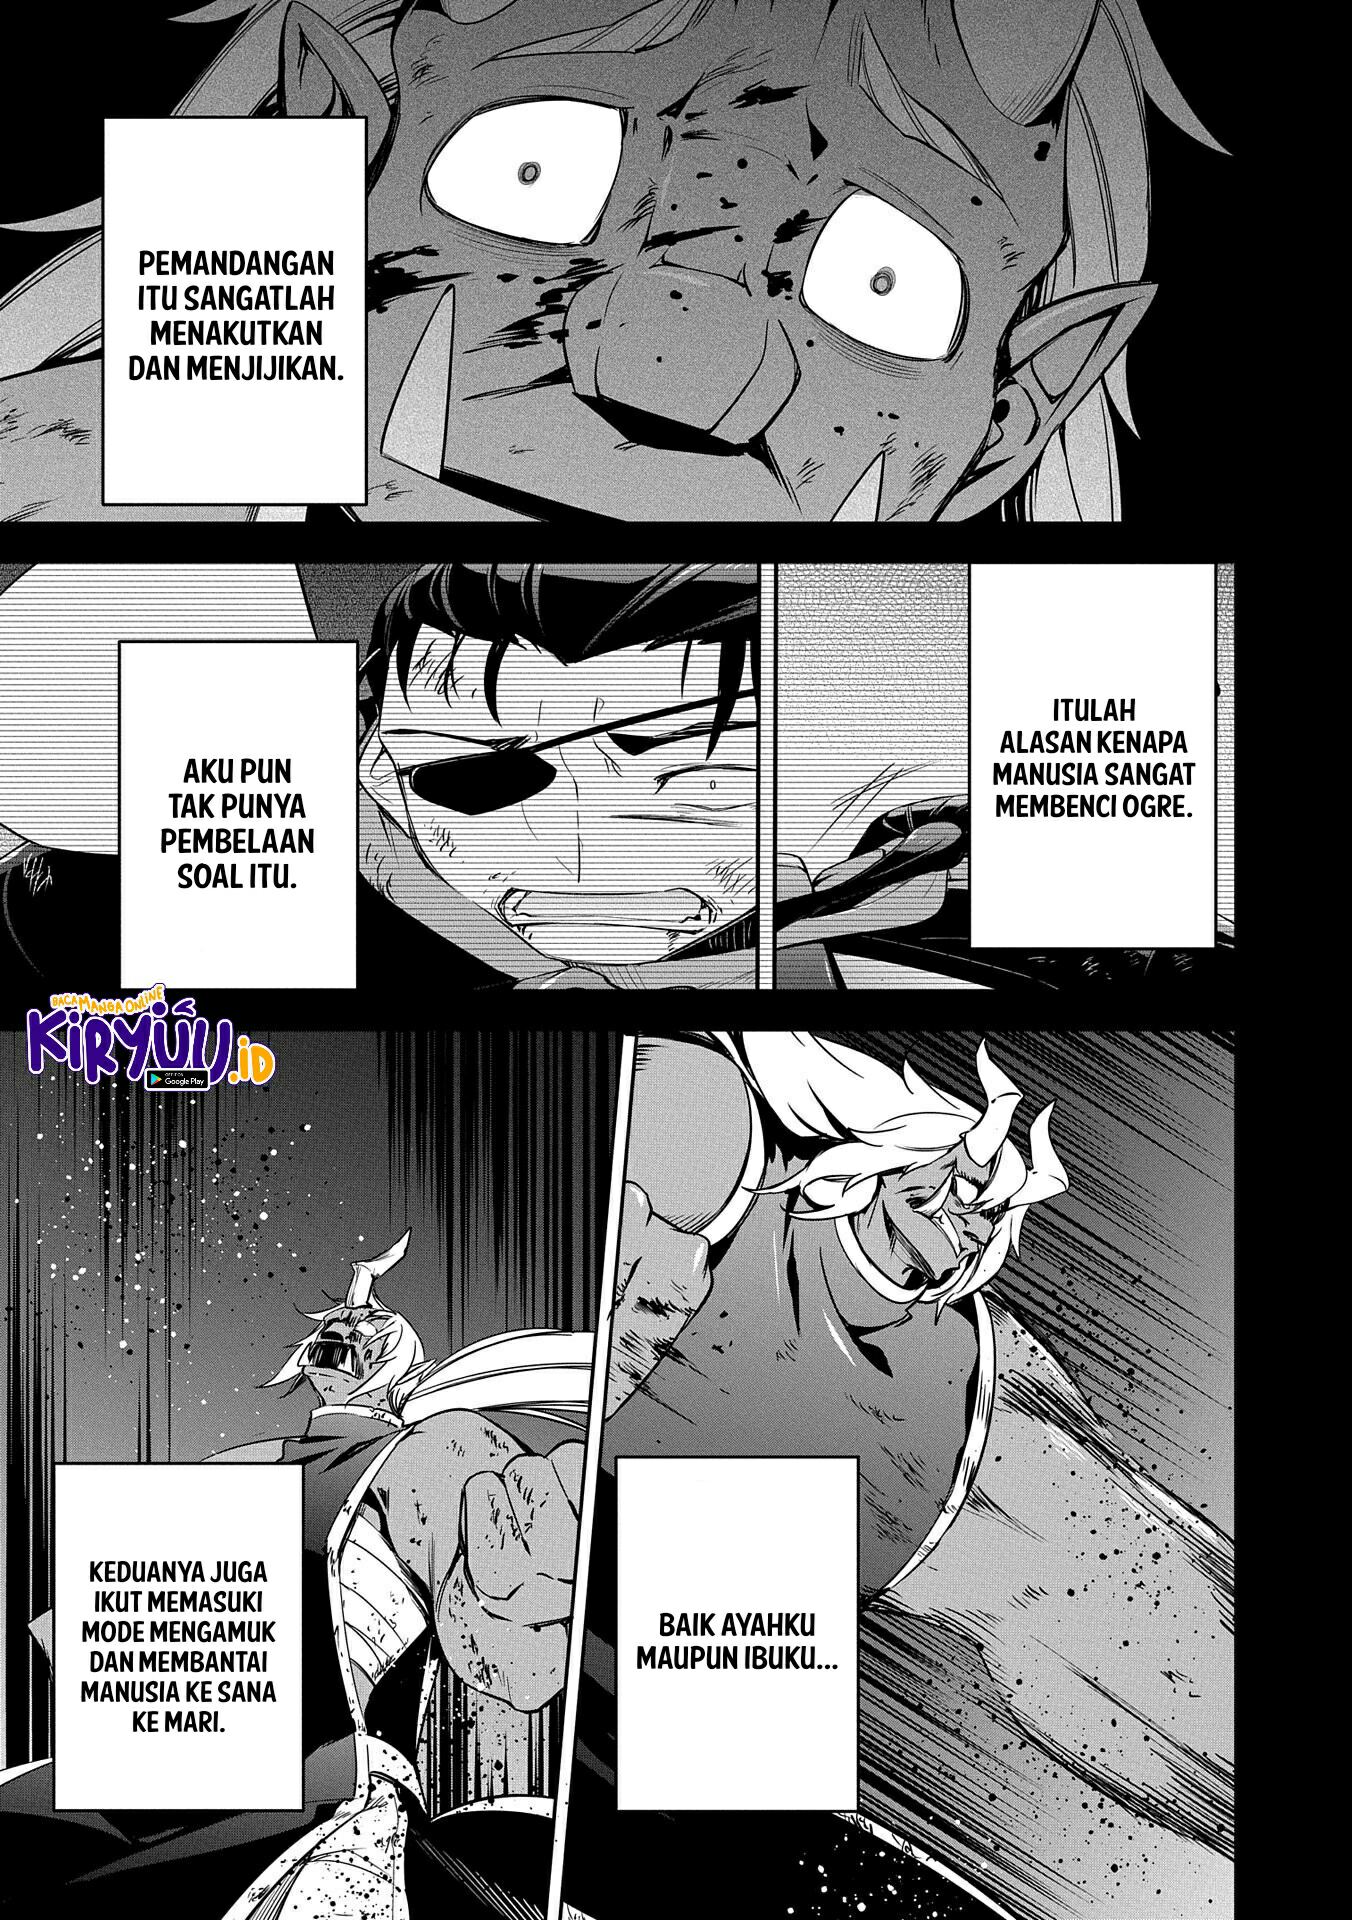 PEMANDANGAN
ITU SANGATLAH
MENAKUTKAN
DAN MENJIJIKAN.
ITULAH
ALASAN KENAPA
MANUSIA SANGAT
MEMBENCI OGRE.
AKU PUN
TAK PUNYA
PEMBELAAN
SOAL ITU.
BACA MANGA ONLINE
KIRYUU.iD
Google Play
BAIK AYAHKU
MAUPUN IBUKU...
KEDUANYA JUGA
IKUT MEMASUKI
MODE MENGAMUK
DAN MEMBANTAI
MANUSIA KE SANA
KE MARI.